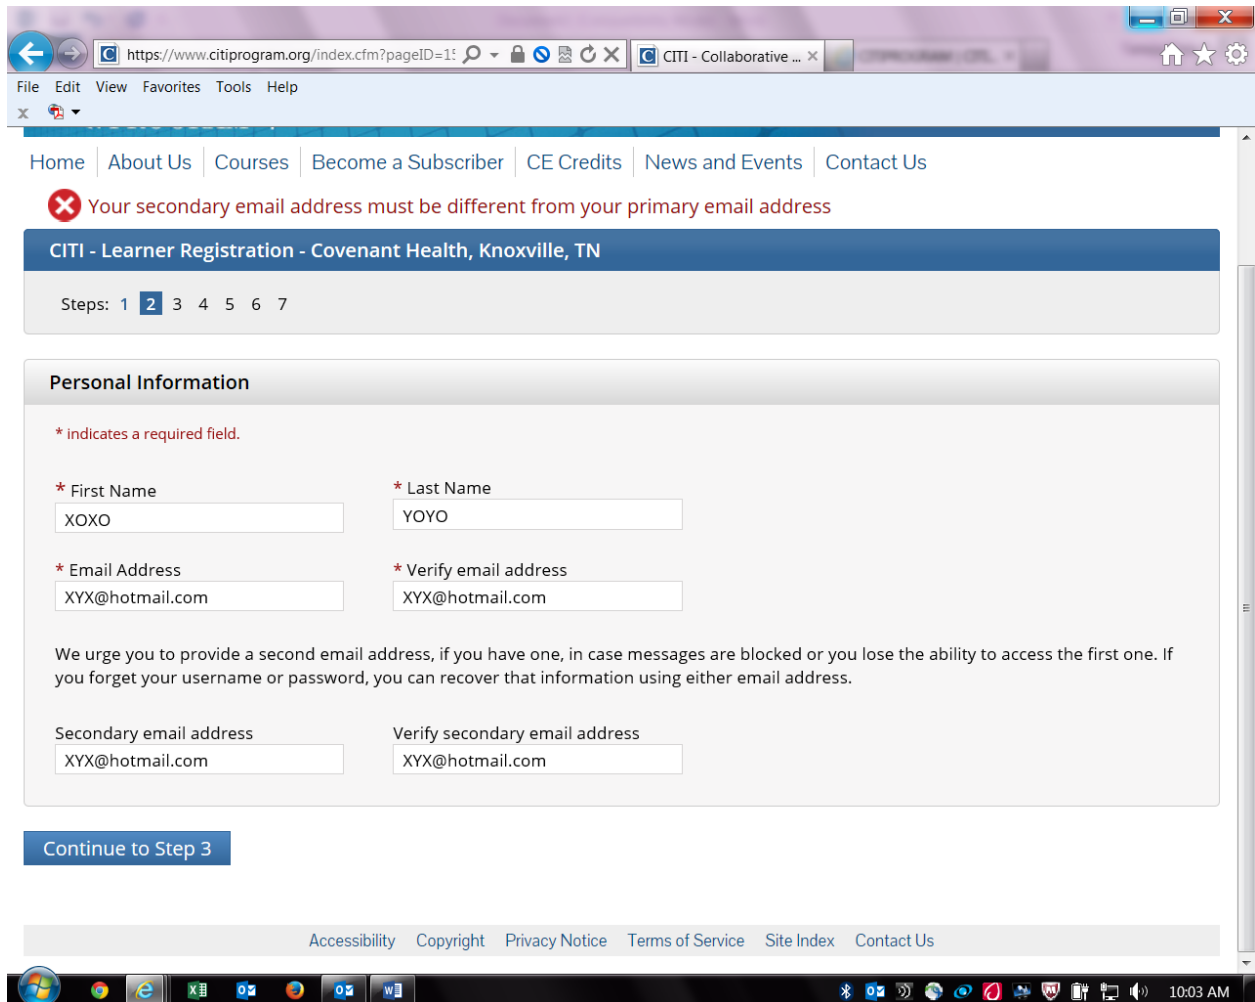 https://www.citiprogram.org/index.cfm?pageID=15
CITI - Collaborative ...
File Edit View Favorites Tools Help
Home About Us Courses Become a Subscriber CE Credits News and Events Contact Us
Your secondary email address must be different from your primary email address
CITI - Learner Registration - Covenant Health, Knoxville, TN
Steps: 1 2 3 4 5 6 7
Personal Information
* indicates a required field.
* First Name * Last Name
XOXO YOYO
* Email Address * Verify email address
XYX@hotmail.com XYX@hotmail.com
We urge you to provide a second email address, if you have one, in case messages are blocked or you lose the ability to access the first one. If
you forget your username or password, you can recover that information using either email address.
Secondary email address Verify secondary email address
XYX@hotmail.com XYX@hotmail.com
Continue to Step 3
Accessibility Copyright Privacy Notice Terms of Service Site Index Contact Us
10:03 AM